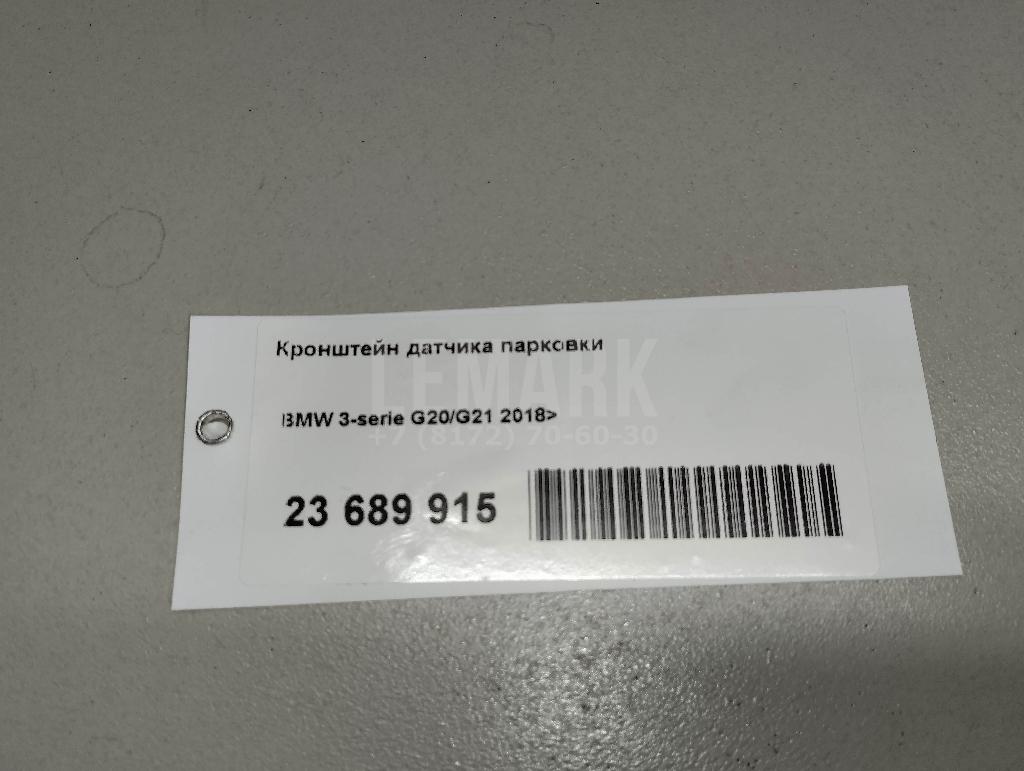 Кронштейн датчика парковки
LEMARK
BMW 3-serie G20/G21 2018>
+7 (8172) 70-60-30
23 689 915